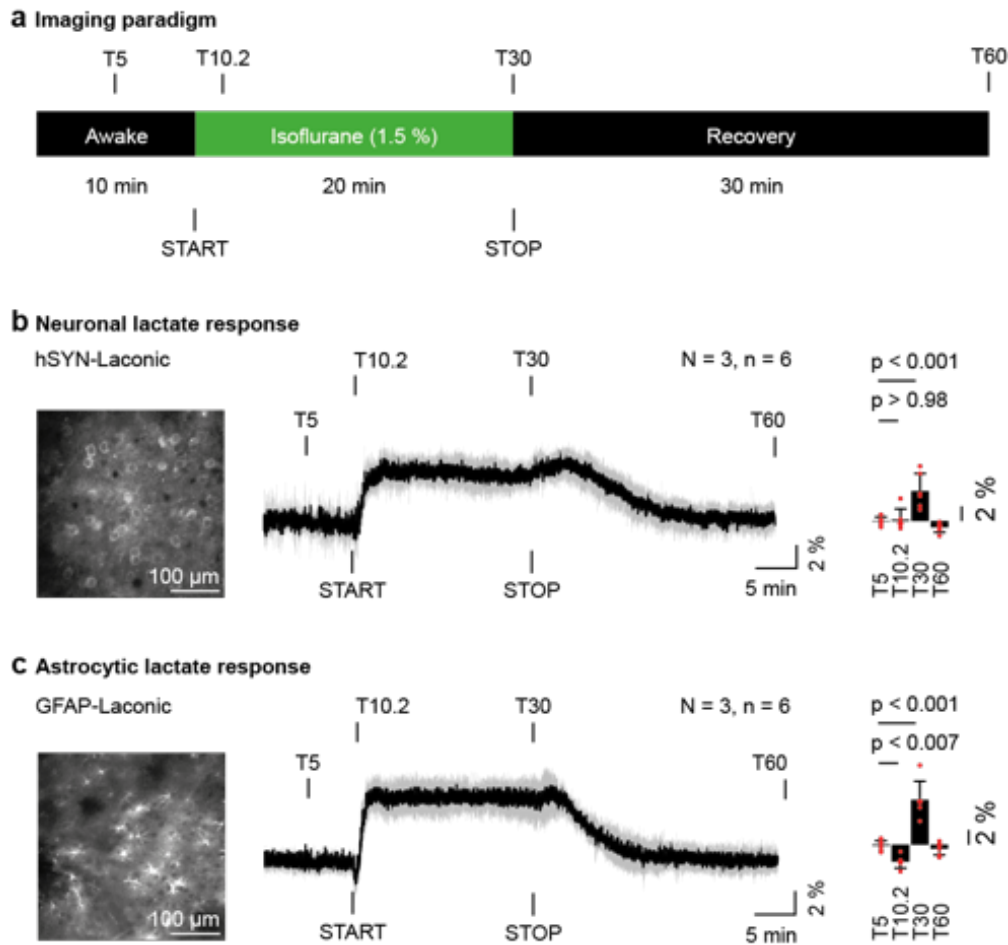 a Imaging paradigm
T5 T10.2 T30 T60
Awake Isoflurane (1.5 %) Recovery
10 min 20 min 30 min
START STOP
b Neuronal lactate response
hSYN-Laconic T10.2 T30 N = 3, n = 6 p < 0.001
p > 0.98
T5 T60
2 %
100 µm
START STOP 5 min 2 %
T5 T10.2 T30 T60
c Astrocytic lactate response
GFAP-Laconic T10.2 T30 N = 3, n = 6 p < 0.001
p < 0.007
T5 T60
2 %
100 µm
START STOP 5 min 2 %
T5 T10.2 T30 T60